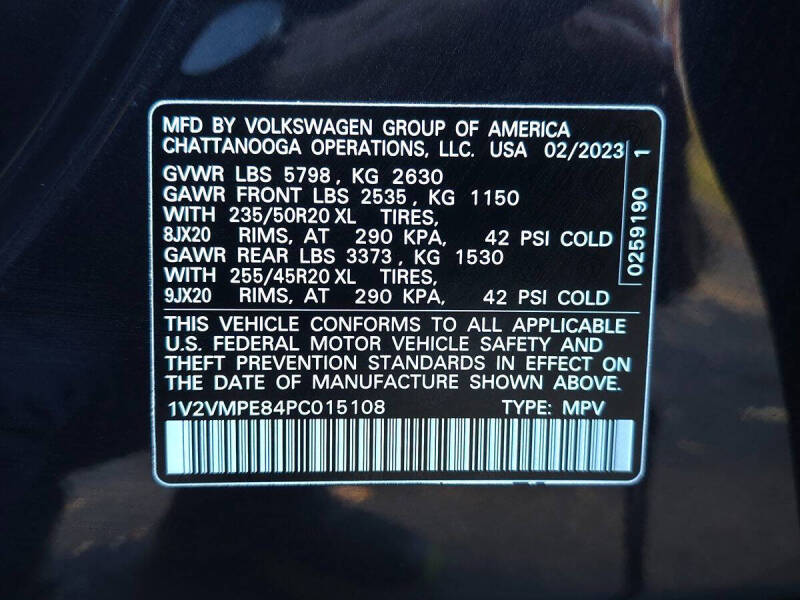 MFD BY VOLKSWAGEN GROUP OF AMERICA
CHATTANOOGA OPERATIONS, LLC. USA 02/2023
GVWR LBS 5798, KG 2630
GAWR FRONT LBS 2535, KG 1150
WITH 235/50R20 XL TIRES,
8JX20 RIMS, AT 290 KPA, 42 PSI COLD
GAWR REAR LBS 3373, KG 1530
WITH 255/45R20 XL TIRES,
9JX20 RIMS, AT 290 KPA, 42 PSI COLD
0259190 1
THIS VEHICLE CONFORMS TO ALL APPLICABLE
U.S. FEDERAL MOTOR VEHICLE SAFETY AND
THEFT PREVENTION STANDARDS IN EFFECT ON
THE DATE OF MANUFACTURE SHOWN ABOVE.
1V2VMPE84PC015108 TYPE: MPV